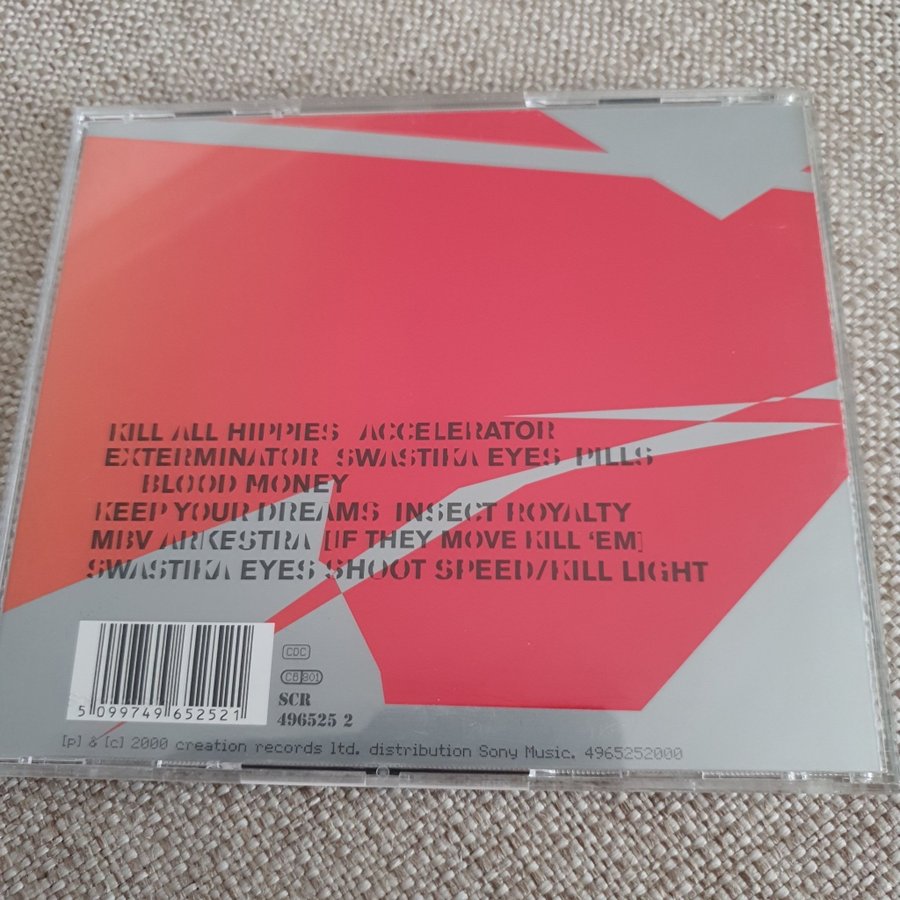 KILL ALL HIPPIES ACCELERATOR
EXTERMINATOR SWASTIKA EYES PILLS
BLOOD MONEY
KEEP YOUR DREAMS INSECT ROYALTY
MBV ARKESTRA [IF THEY MOVE KILL 'EM]
SWASTIKA EYES SHOOT SPEED/KILL LIGHT
CDC
CB 801
SCR
496525 2
5 099749 652521
[p] & [c] 2000 creation records ltd. distribution Sony Music. 4965252000